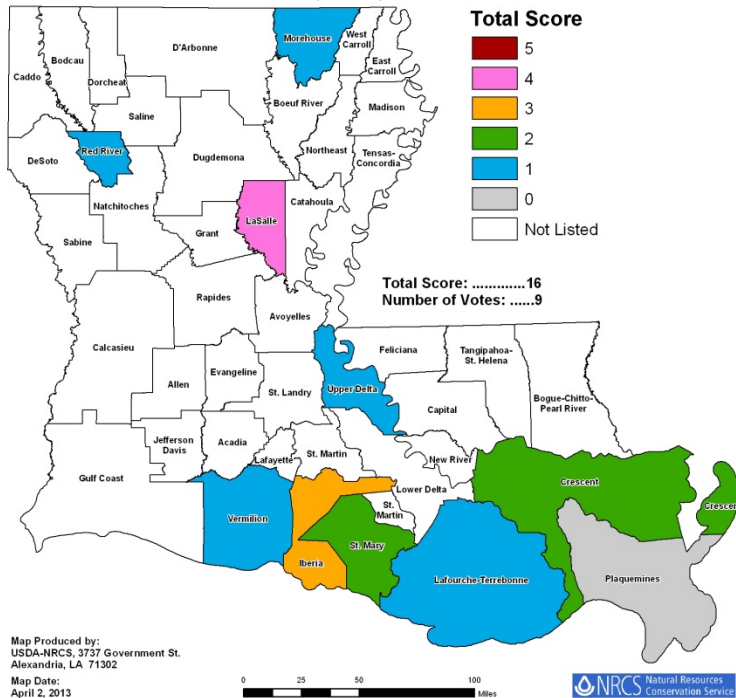 Total Score
5
4
3
2
1
0
Not Listed
Total Score: .............16
Number of Votes: ......9
Caddo
Bodcau
Dorcheat
D'Arbonne
Morehouse
West
Carroll
East
Carroll
Saline
Boeuf River
Madison
Red River
DeSoto
Dugdemona
Northeast
Tensas-
Concordia
Natchitoches
LaSalle
Catahoula
Sabine
Grant
Rapides
Avoyelles
Calcasieu
Allen
Evangeline
St. Landry
Upper Delta
Feliciana
Tangipahoa-
St. Helena
Bogue-Chitto-
Pearl River
Capital
Jefferson
Davis
Acadia
Lafayette
St. Martin
New River
Gulf Coast
Lower Delta
St.
Martin
Crescent
Crescen
Vermilion
Iberia
St. Mary
Lafourche-Terrebonne
Plaquemines
Map Produced by:
USDA-NRCS, 3737 Government St.
Alexandria, LA 71302
Map Date:
April 2, 2013
0 25 50 100
Miles
NRCS Natural Resources
Conservation Service